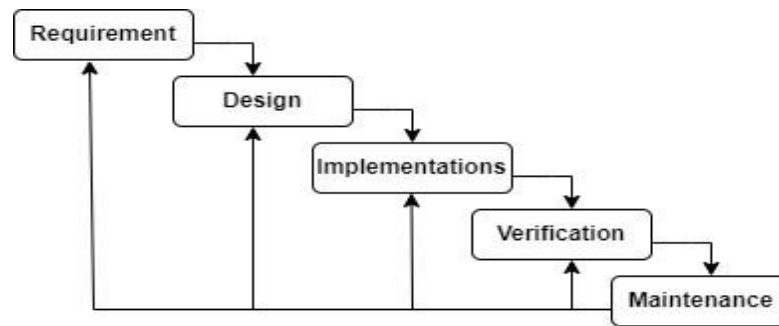 Requirement
Design
Implementations
Verification
Maintenance